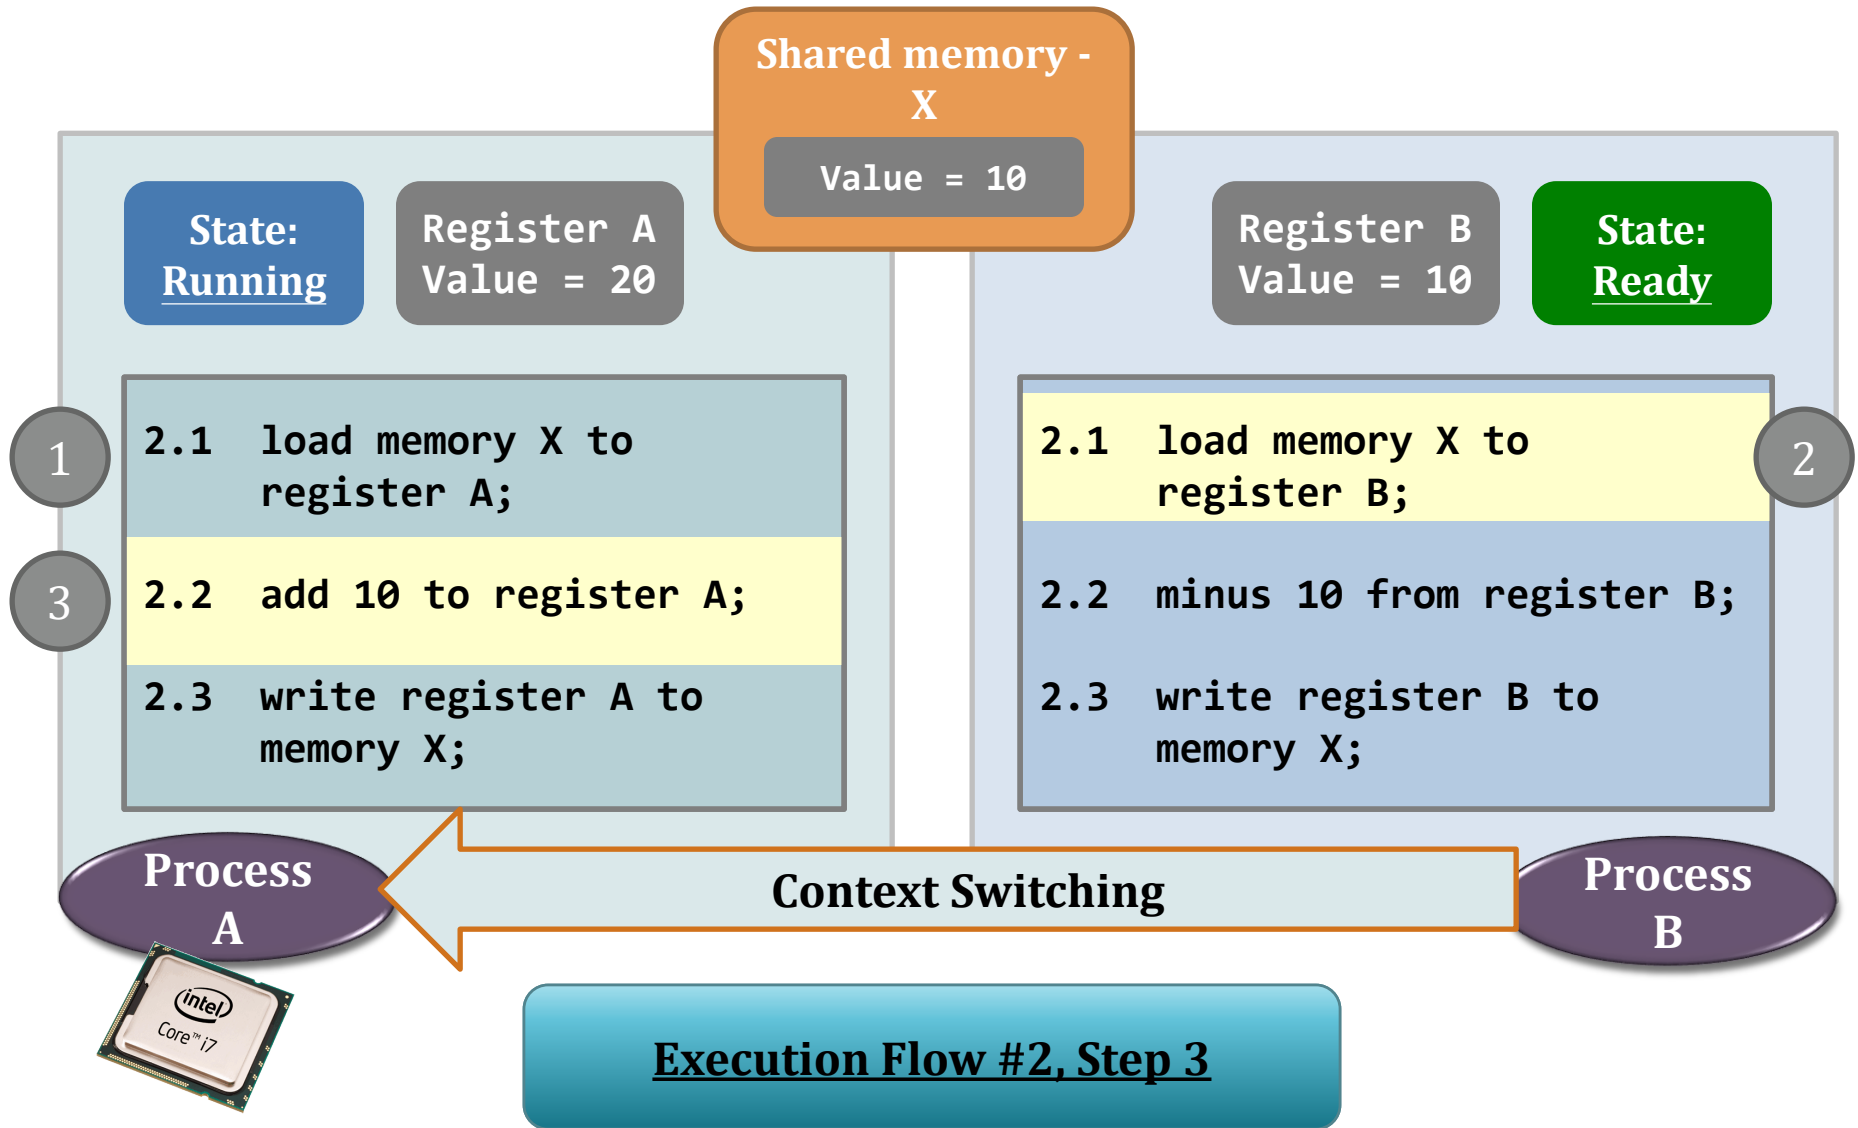 Shared memory -
X
Value = 10
State:
Running
Register A
Value = 20
Register B
Value = 10
State:
Ready
1
2.1 load memory X to
register A;
3
2.2 add 10 to register A;
2.3 write register A to
memory X;
2.1 load memory X to
register B;
2
2.2 minus 10 from register B;
2.3 write register B to
memory X;
Process
A
Context Switching
Process
B
intel
Core™ i7
Execution Flow #2, Step 3